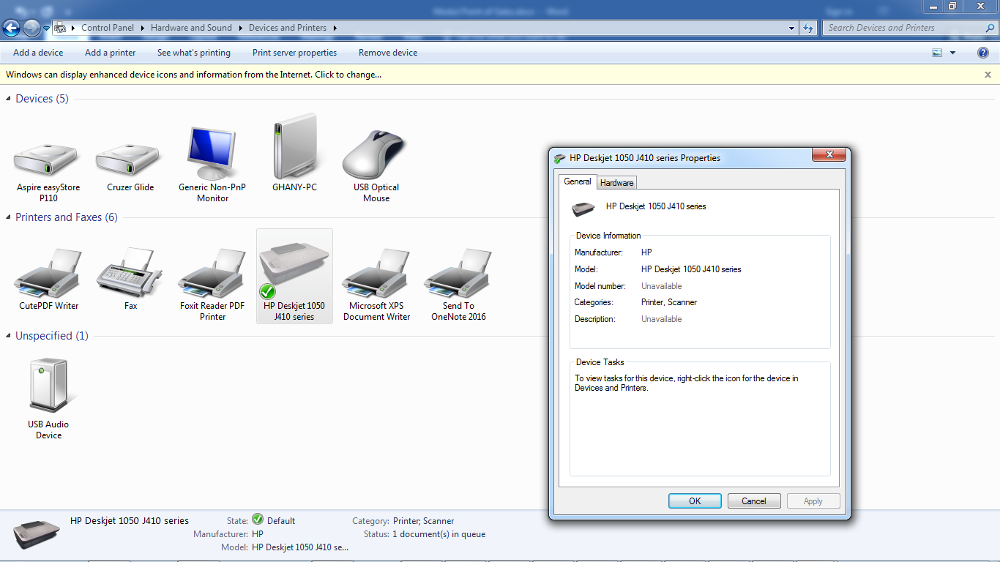 Control Panel Hardware and Sound Devices and Printers Search Devices and Printers
Add a device Add a printer See what's printing Print server properties Remove device
Windows can display enhanced device icons and information from the Internet. Click to change...
Devices (5)
Aspire easyStore
P110
Cruzer Glide
Generic Non-PnP
Monitor
GHANY-PC
USB Optical
Mouse
Printers and Faxes (6)
CutePDF Writer
Fax
Foxit Reader PDF
Printer
HP Deskjet 1050
J410 series
Microsoft XPS
Document Writer
Send To
OneNote 2016
Unspecified (1)
USB Audio
Device
HP Deskjet 1050 J410 series Properties
General Hardware
HP Deskjet 1050 J410 series
Device Information
Manufacturer: HP
Model: HP Deskjet 1050 J410 series
Model number: Unavailable
Categories: Printer, Scanner
Description: Unavailable
Device Tasks
To view tasks for this device, right-click the icon for the device in
Devices and Printers.
OK Cancel Apply
HP Deskjet 1050 J410 series State: Default Category: Printer; Scanner
Manufacturer: HP Status: 1 document(s) in queue
Model: HP Deskjet 1050 J410 se...